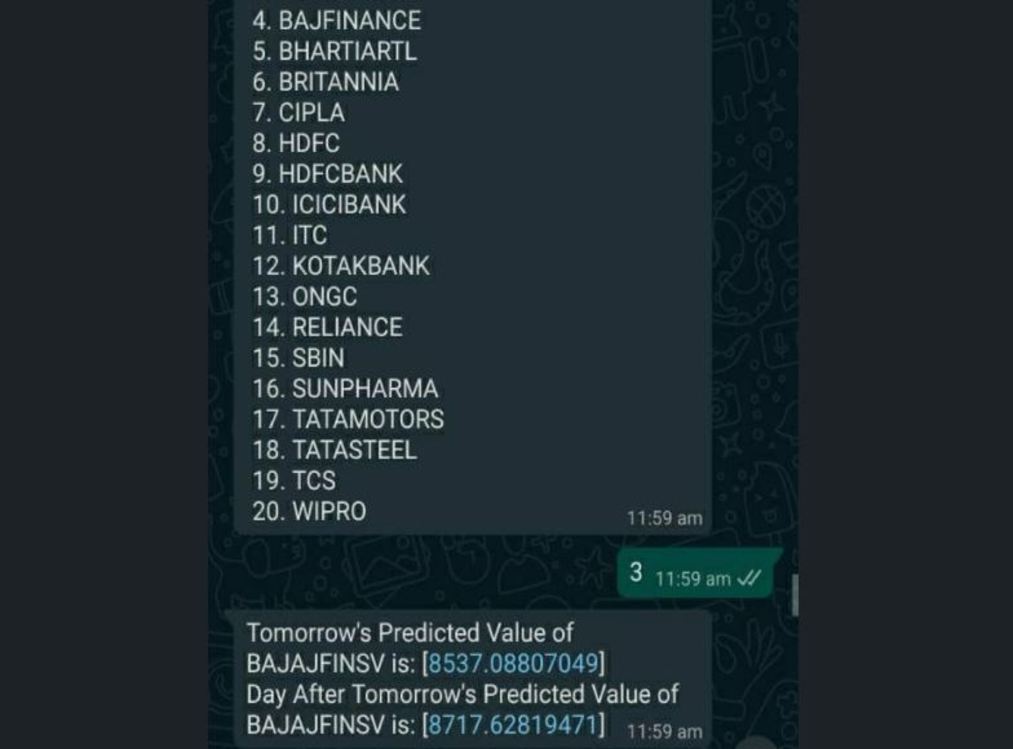 4. BAJFINANCE
5. BHARTIARTL
6. BRITANNIA
7. CIPLA
8. HDFC
9. HDFCBANK
10. ICICIBANK
11. ITC
12. KOTAKBANK
13. ONGC
14. RELIANCE
15. SBIN
16. SUNPHARMA
17. TATAMOTORS
18. TATASTEEL
19. TCS
20. WIPRO
11:59 am
3 11:59 am
Tomorrow's Predicted Value of
BAJAJFINSV is: [8537.08807049]
Day After Tomorrow's Predicted Value of
BAJAJFINSV is: [8717.62819471] 11:59 am